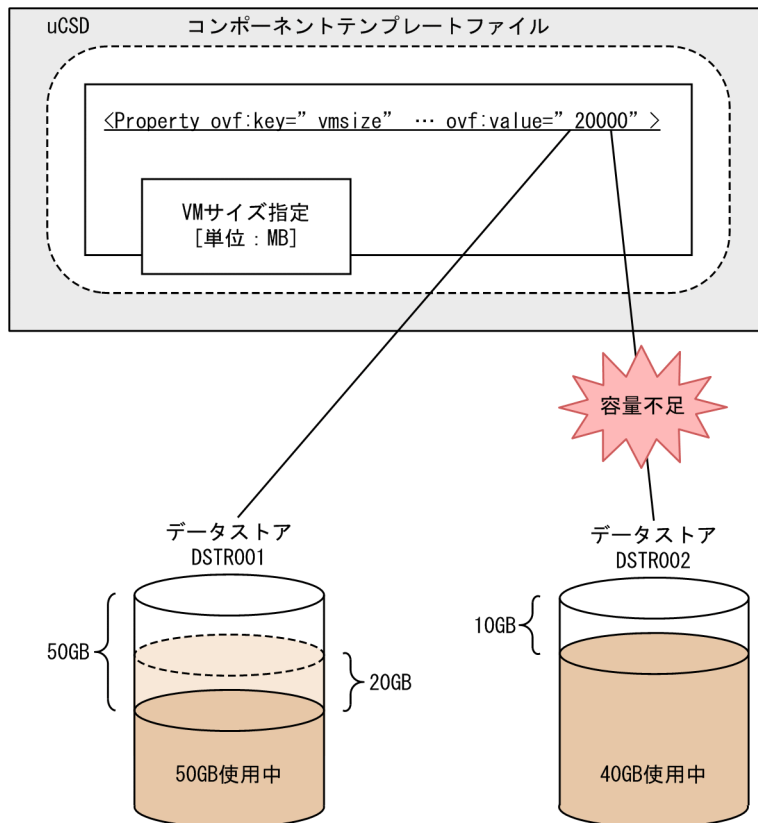 uCSD コンポーネントテンプレートファイル
<Property ovf:key=”vmsize” … ovf:value=”20000”>
VMサイズ指定
[単位：MB]
容量不足
データストア
DSTR001
データストア
DSTR002
50GB
20GB
10GB
50GB使用中
40GB使用中